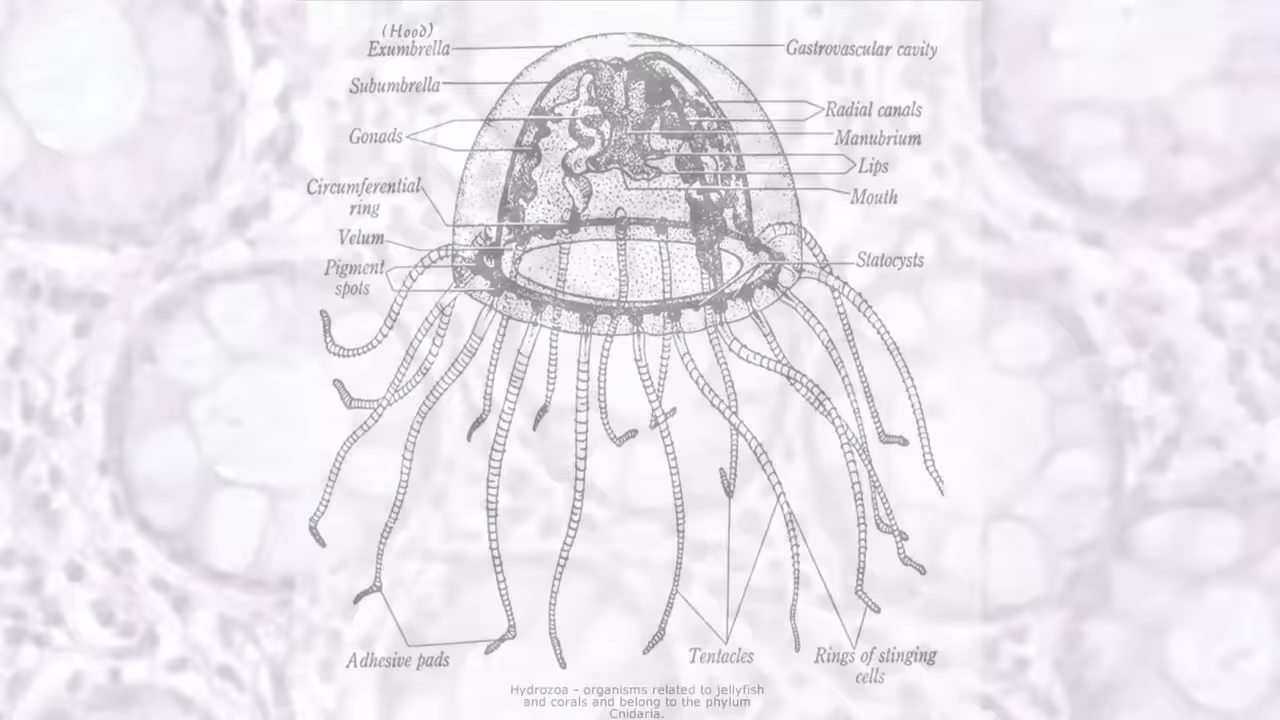 (Hood)
Exumbrella
Gastrovascular cavity
Subumbrella
Radial canals
Gonads
Manubrium
Lips
Circumferential
ring
Mouth
Velum
Pigment
spots
Statocysts
Adhesive pads
Tentacles
Rings of stinging
cells
Hydrozoa - organisms related to jellyfish
and corals and belong to the phylum
Cnidaria.